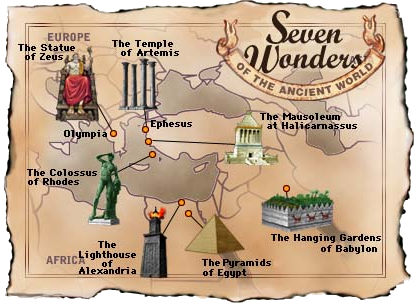 Seven
Wonders
OF THE ANCIENT WORLD
EUROPE
The Statue
of Zeus
The Temple
of Artemis
Olympia
Ephesus
The Mausoleum
at Halicarnassus
The Colossus
of Rhodes
The Hanging Gardens
of Babylon
AFRICA
The
Lighthouse
of
Alexandria
The Pyramids
of Egypt